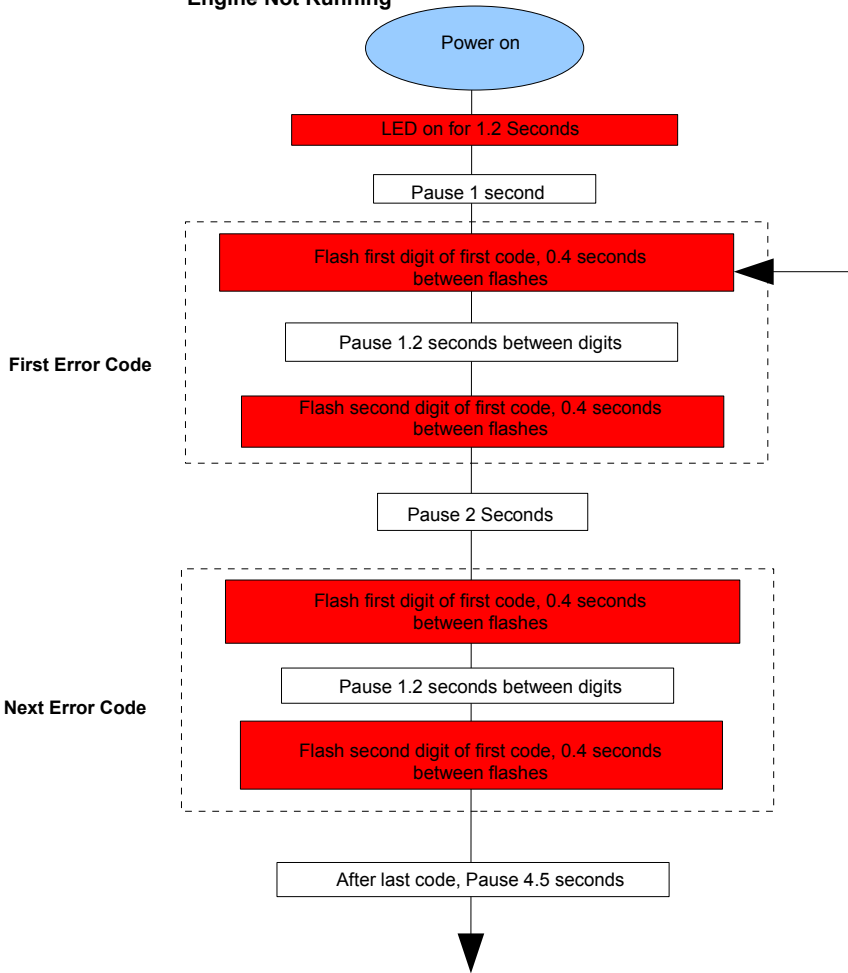 Engine Not Running
Power on
LED on for 1.2 Seconds
Pause 1 second
Flash first digit of first code, 0.4 seconds
between flashes
Pause 1.2 seconds between digits
First Error Code
Flash second digit of first code, 0.4 seconds
between flashes
Pause 2 Seconds
Flash first digit of first code, 0.4 seconds
between flashes
Pause 1.2 seconds between digits
Next Error Code
Flash second digit of first code, 0.4 seconds
between flashes
After last code, Pause 4.5 seconds